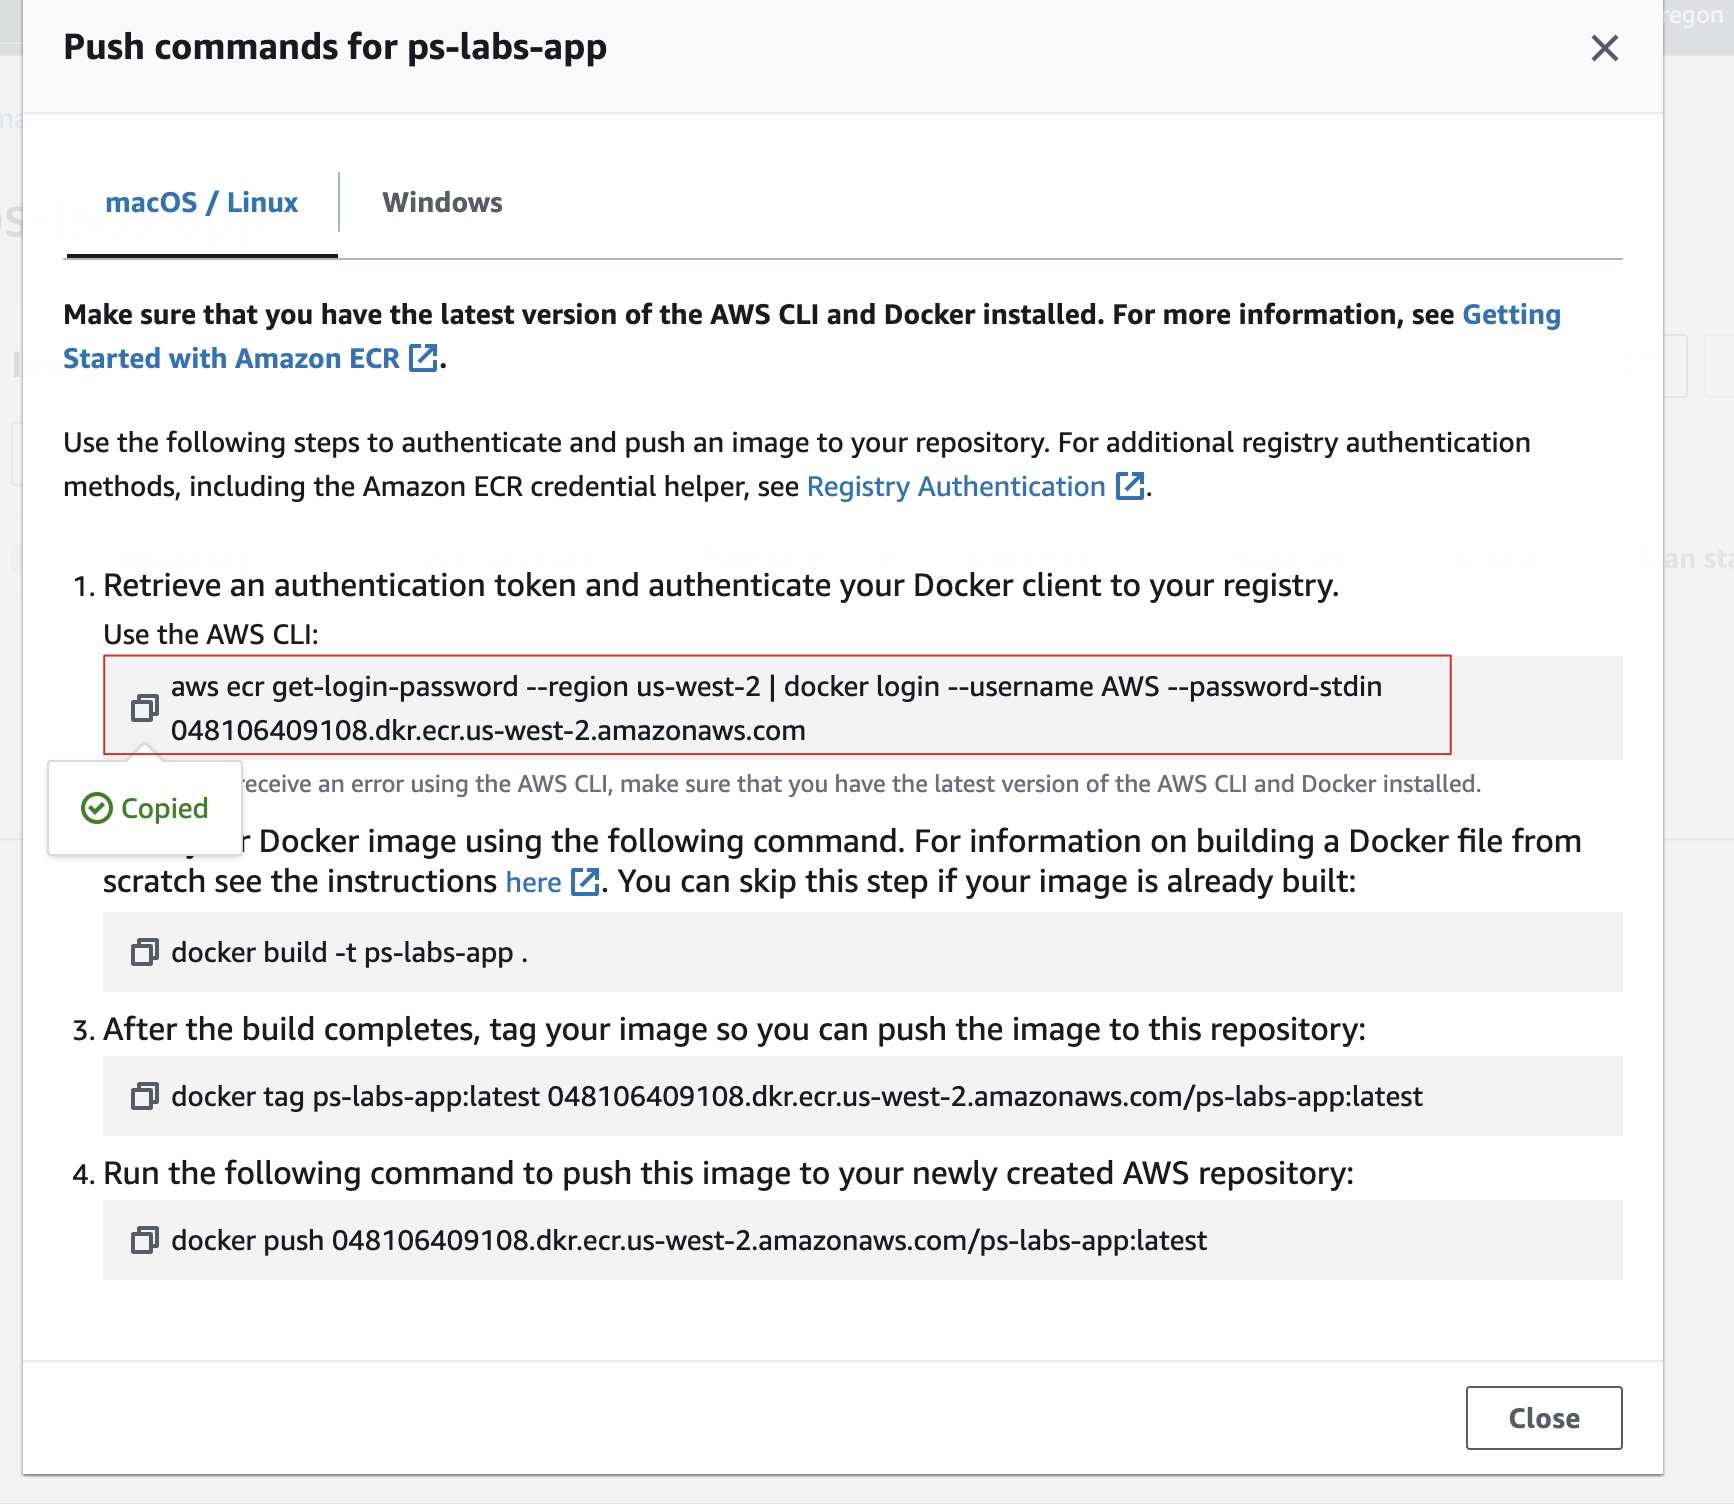 regon
Push commands for ps-labs-app
macOS / Linux
Windows
Make sure that you have the latest version of the AWS CLI and Docker installed. For more information, see Getting
Started with Amazon ECR.
Use the following steps to authenticate and push an image to your repository. For additional registry authentication
methods, including the Amazon ECR credential helper, see Registry Authentication.
an sta
1. Retrieve an authentication token and authenticate your Docker client to your registry.
Use the AWS CLI:
aws ecr get-login-password --region us-west-2 | docker login --username AWS --password-stdin
048106409108.dkr.ecr.us-west-2.amazonaws.com
receive an error using the AWS CLI, make sure that you have the latest version of the AWS CLI and Docker installed.
Copied
r Docker image using the following command. For information on building a Docker file from
scratch see the instructions here. You can skip this step if your image is already built:
docker build -t ps-labs-app .
3. After the build completes, tag your image so you can push the image to this repository:
docker tag ps-labs-app:latest 048106409108.dkr.ecr.us-west-2.amazonaws.com/ps-labs-app:latest
4. Run the following command to push this image to your newly created AWS repository:
docker push 048106409108.dkr.ecr.us-west-2.amazonaws.com/ps-labs-app:latest
Close